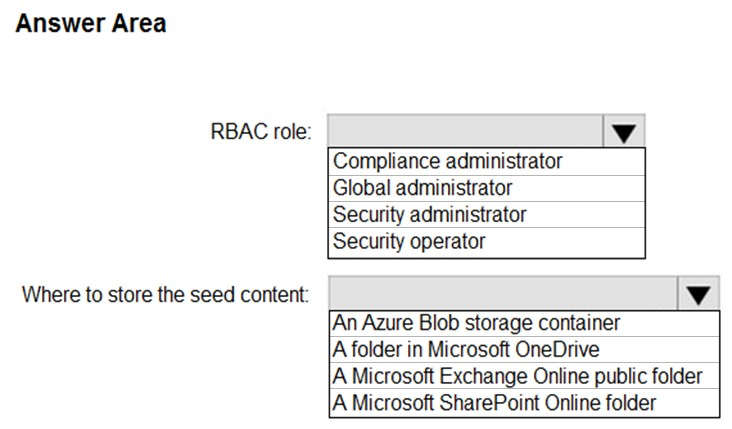 Answer Area
RBAC role:
Compliance administrator
Global administrator
Security administrator
Security operator
Where to store the seed content:
An Azure Blob storage container
A folder in Microsoft OneDrive
A Microsoft Exchange Online public folder
A Microsoft SharePoint Online folder